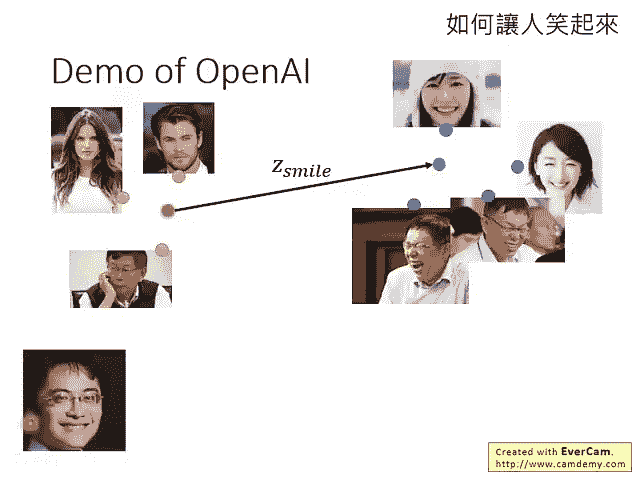 如何讓人笑起來
Demo of OpenAI
z_smile
Created with EverCam.
http://www.camdemy.com